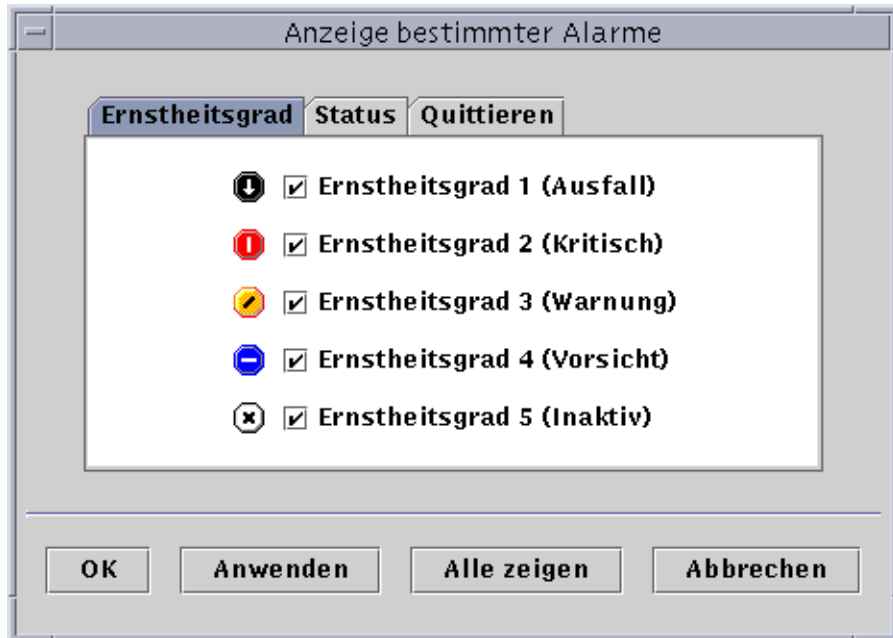 Anzeige bestimmter Alarme
Ernstheitsgrad Status Quittieren
Ernstheitsgrad 1 (Ausfall)
Ernstheitsgrad 2 (Kritisch)
Ernstheitsgrad 3 (Warnung)
Ernstheitsgrad 4 (Vorsicht)
Ernstheitsgrad 5 (Inaktiv)
OK Anwenden Alle zeigen Abbrechen